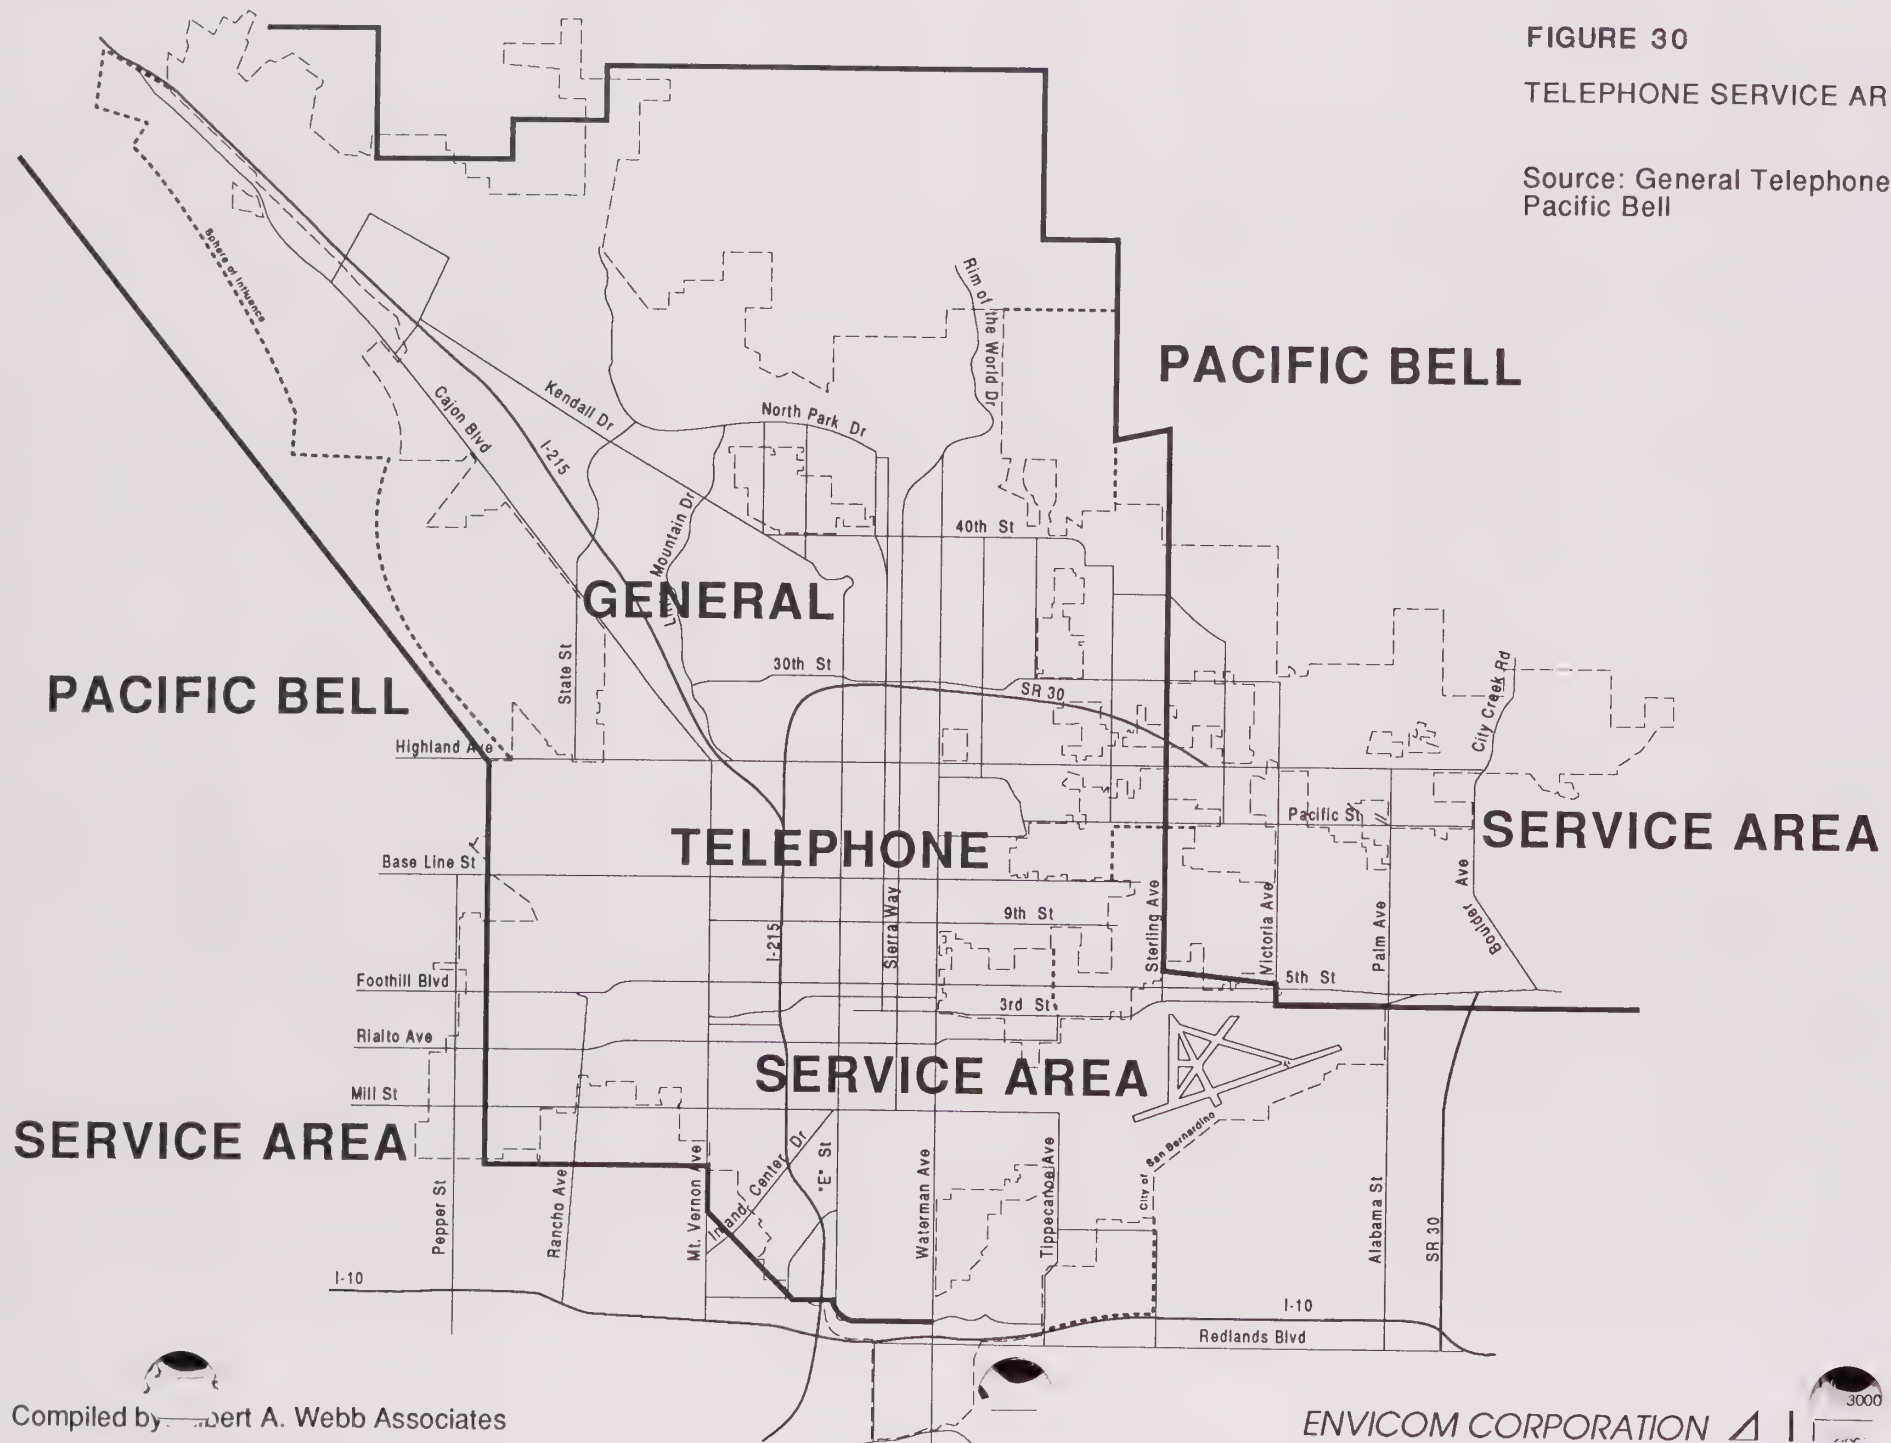 FIGURE 30
TELEPHONE SERVICE AR
Source: General Telephone
Pacific Bell
Sphere of Influence
Rim of the World Dr
PACIFIC BELL
Kendall Dr
North Park Dr
Cajon Blvd
I-215
Mountain Dr
40th St
GENERAL
State St
30th St
SR 30
City Creek Rd
PACIFIC BELL
Highland Ave
Pacific St
SERVICE AREA
TELEPHONE
Base Line St
Sierra Way
9th St
Sterling Ave
Victoria Ave
Palm Ave
Boulder Ave
I-215
Foothill Blvd
5th St
3rd St
Rialto Ave
SERVICE AREA
Mill St
SERVICE AREA
San Bernardino
City of
Inland Center Dr
"E" St
Pepper St
Rancho Ave
Mt. Vernon Ave
Waterman Ave
Tippecanoe Ave
Alabama St
SR 30
I-10
I-10
Redlands Blvd
Compiled by A. Webb Associates
ENVICOM CORPORATION
3000